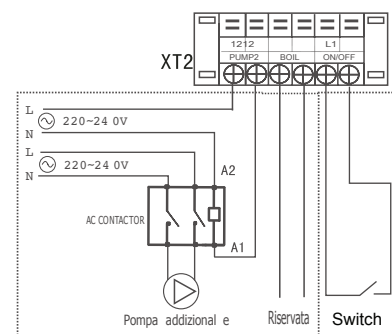 1212 L1
XT2 PUMP2 BOIL ON/OFF
L
220~24 0V
N
L
220~24 0V
N
A2
AC CONTACTOR
A1
Pompa addizional e Riservata Switch